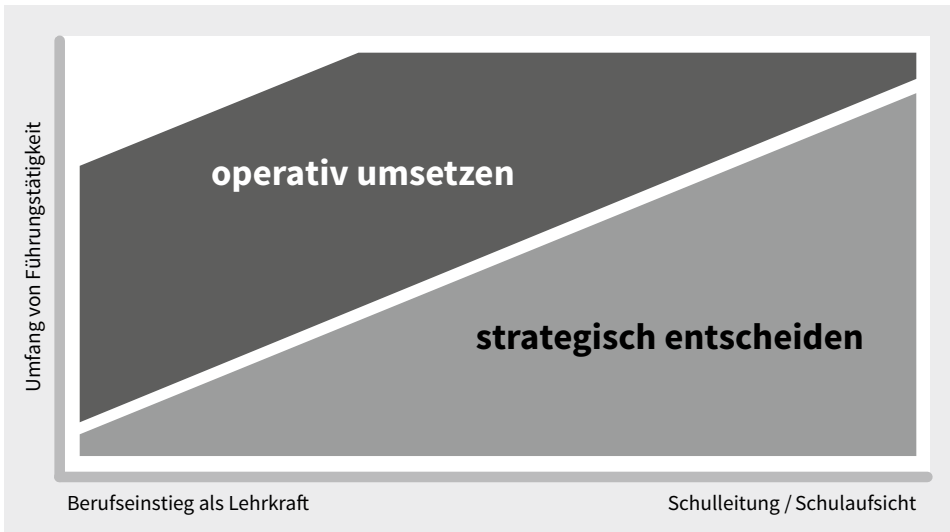 Umfang von Führungstätigkeit
operativ umsetzen
strategisch entscheiden
Berufseinstieg als Lehrkraft
Schulleitung / Schulaufsicht